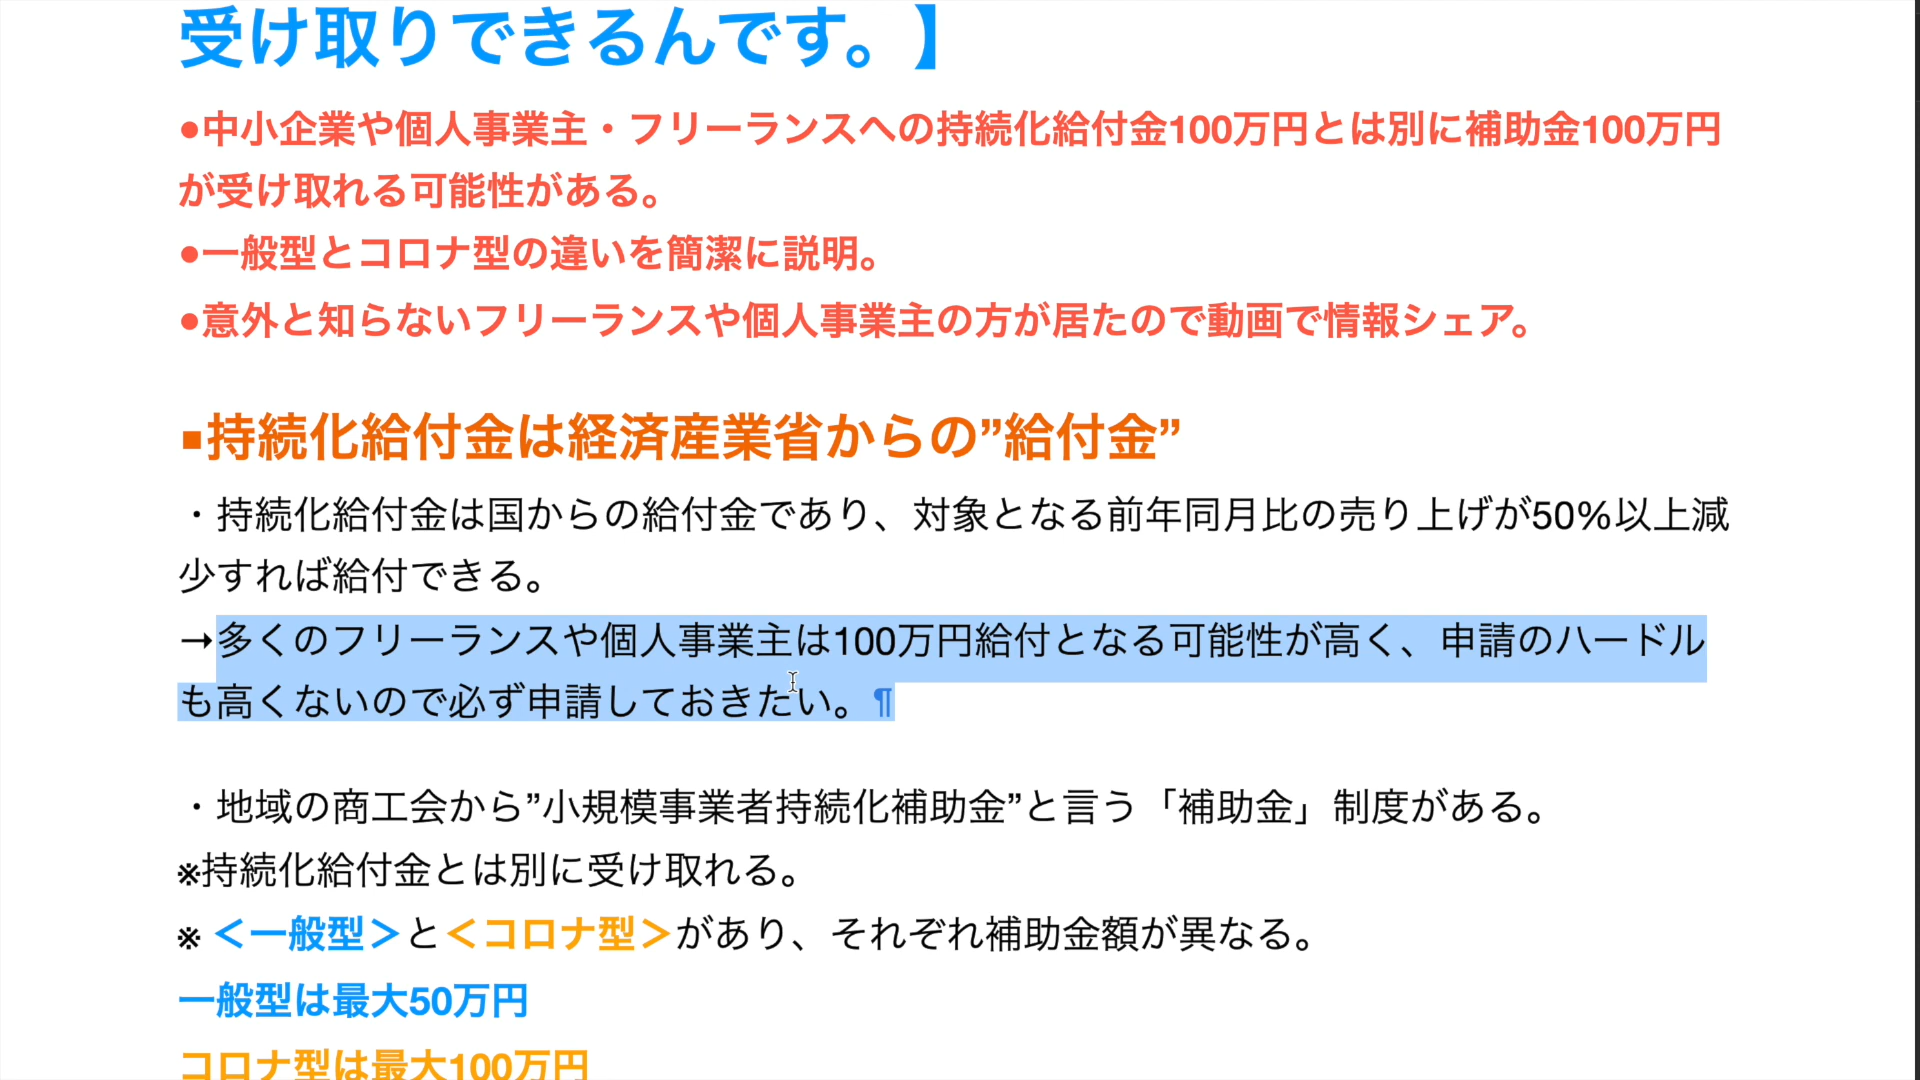 受け取りできるんです。】
●中小企業や個人事業主・フリーランスへの持続化給付金100万円とは別に補助金100万円
が受け取れる可能性がある。
●一般型とコロナ型の違いを簡潔に説明。
●意外と知らないフリーランスや個人事業主の方が居たので動画で情報シェア。
▪持続化給付金は経済産業省からの”給付金”
・持続化給付金は国からの給付金であり、対象となる前年同月比の売り上げが50%以上減
少すれば給付できる。
→多くのフリーランスや個人事業主は100万円給付となる可能性が高く、申請のハードル
も高くないので必ず申請しておきたい。¶
・地域の商工会から”小規模事業者持続化補助金”と言う「補助金」制度がある。
※持続化給付金とは別に受け取れる。
※ ＜一般型＞と＜コロナ型＞があり、それぞれ補助金額が異なる。
一般型は最大50万円
コロナ型は最大100万円